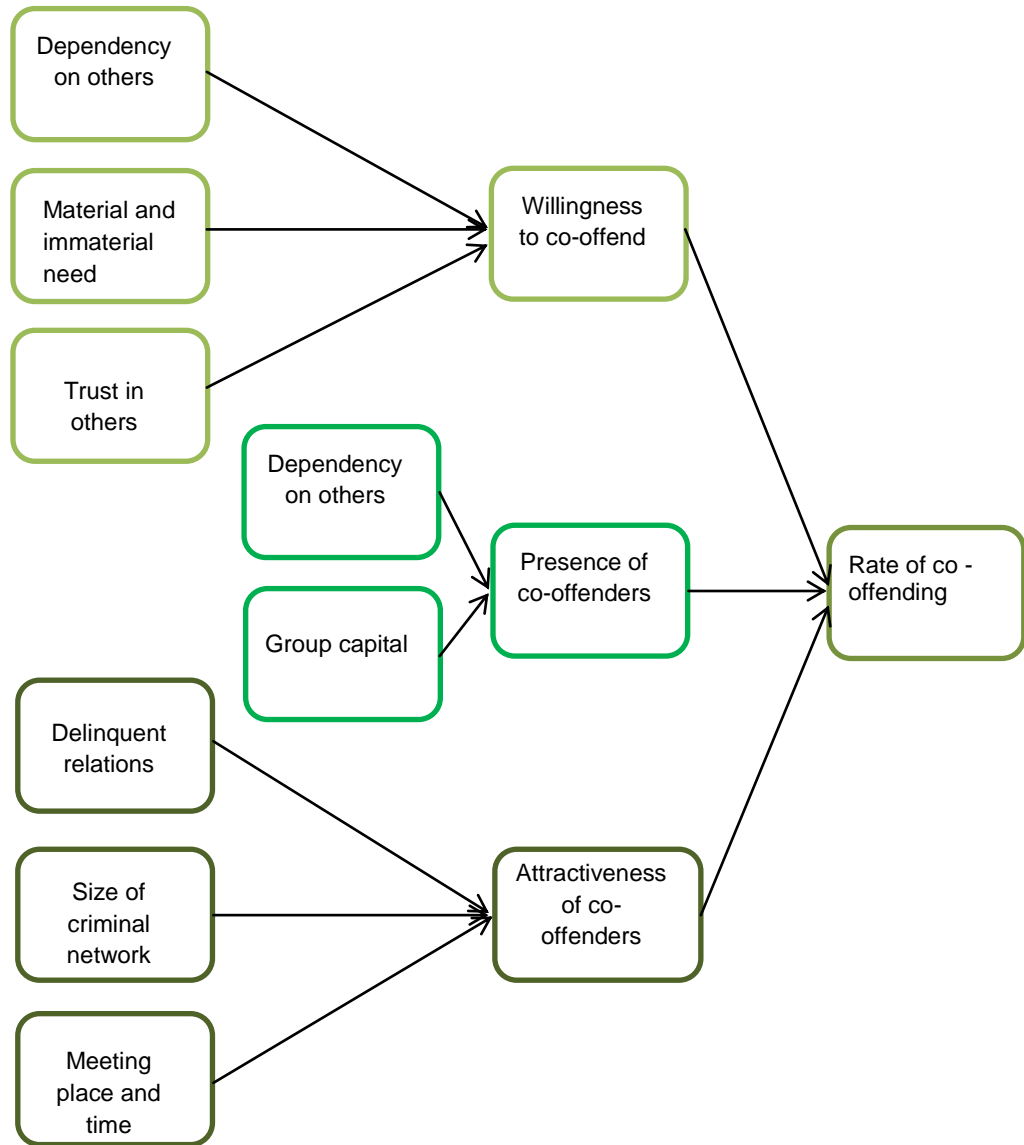 Dependency
on others
Material and
immaterial
need
Trust in
others
Willingness
to co-offend
Dependency
on others
Group capital
Presence of
co-offenders
Rate of co -
offending
Delinquent
relations
Size of
criminal
network
Meeting
place and
time
Attractiveness
of co-
offenders